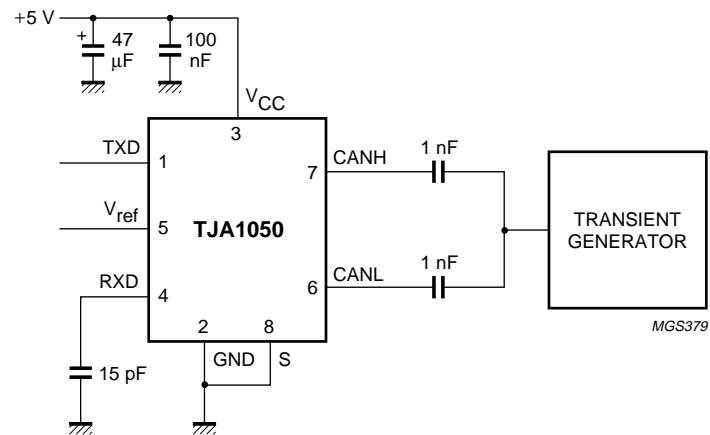 +5 V
+ 47 μF
100 nF
VCC
3
TXD
1
7
CANH
1 nF
Vref
5
TJA1050
TRANSIENT
GENERATOR
RXD
4
6
CANL
1 nF
2
8
GND
S
MGS379
15 pF